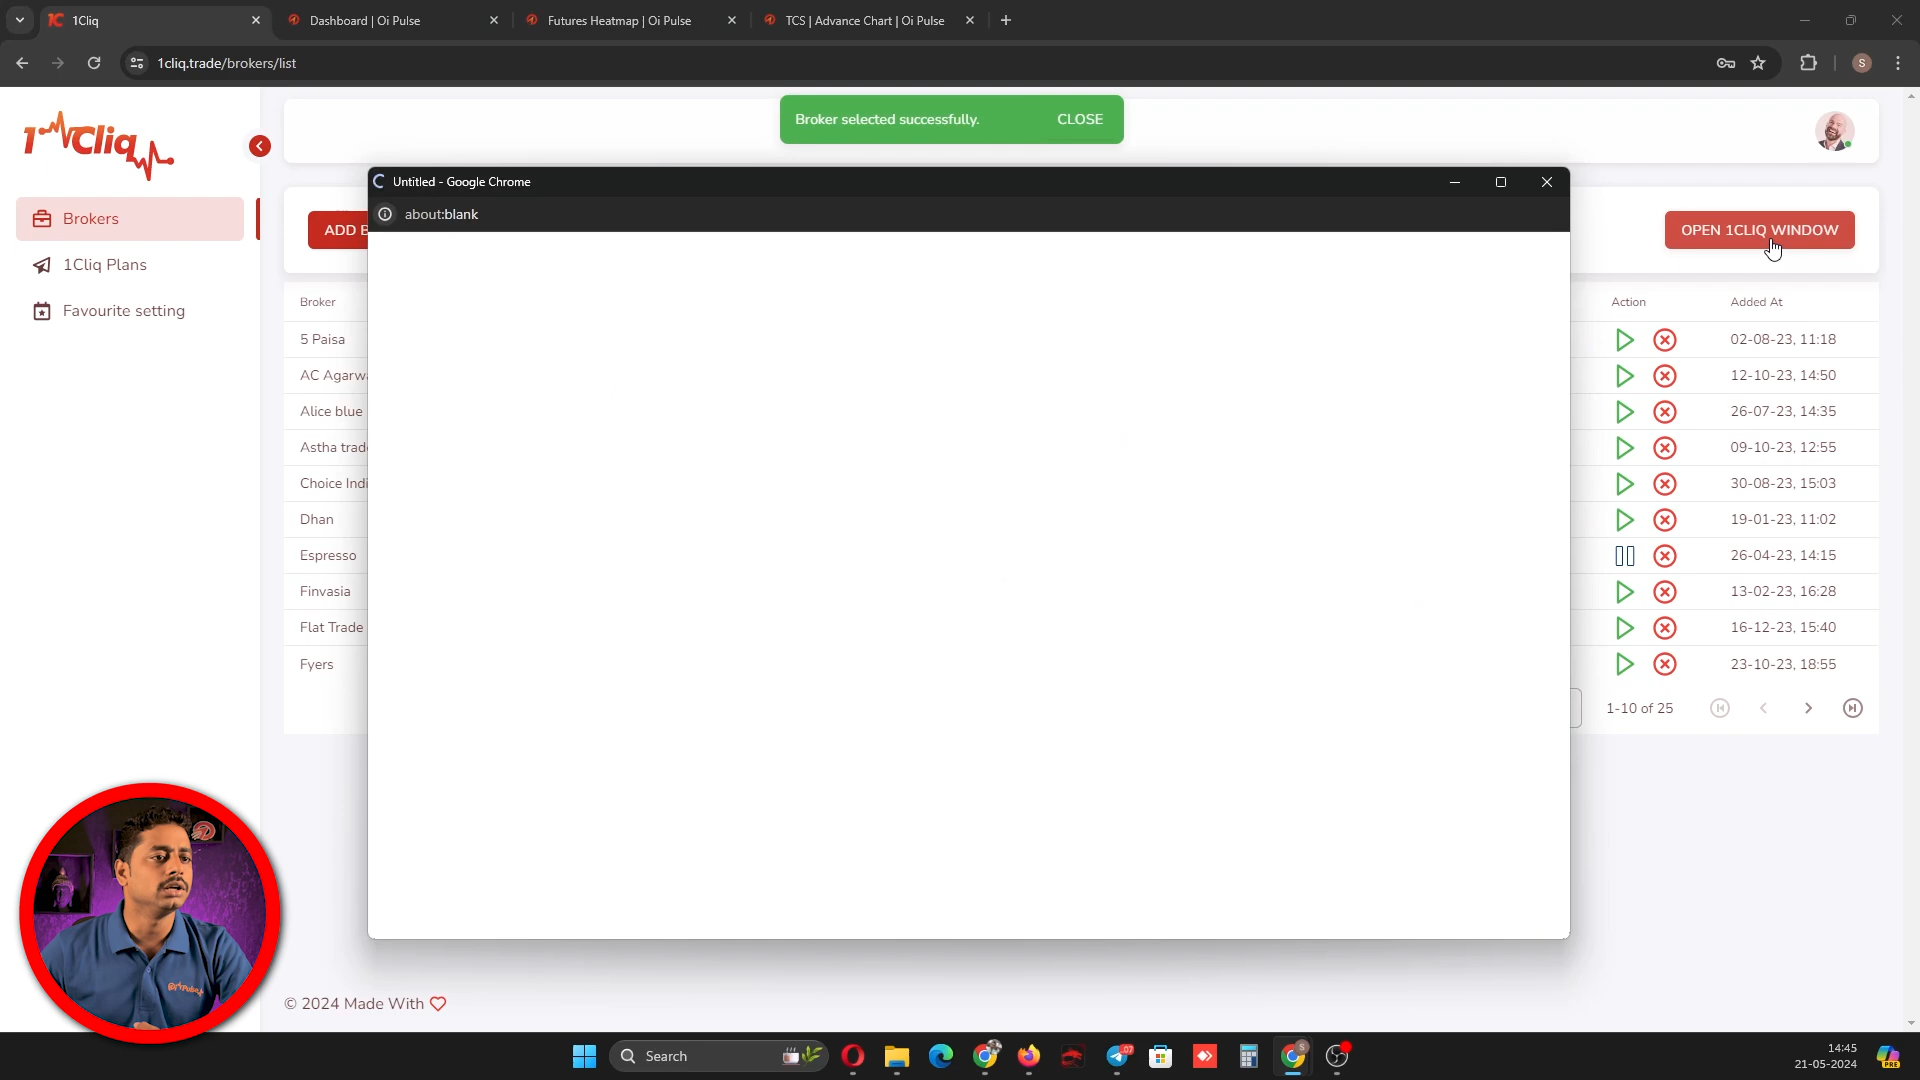 1Cliq
Dashboard | Oi Pulse
Futures Heatmap | Oi Pulse
TCS | Advance Chart | Oi Pulse
1cliq.trade/brokers/list
S
1Cliq
Broker selected successfully. CLOSE
Untitled - Google Chrome
about:blank
Brokers
1Cliq Plans
Favourite setting
ADD B
OPEN 1CLIQ WINDOW
Broker Action Added At
5 Paisa 02-08-23, 11:18
AC Agarwa 12-10-23, 14:50
Alice blue 26-07-23, 14:35
Astha trade 09-10-23, 12:55
Choice Indi 30-08-23, 15:03
Dhan 19-01-23, 11:02
Espresso 26-04-23, 14:15
Finvasia 13-02-23, 16:28
Flat Trade 16-12-23, 15:40
Fyers 23-10-23, 18:55
1-10 of 25
© 2024 Made With
Search
14:45
21-05-2024